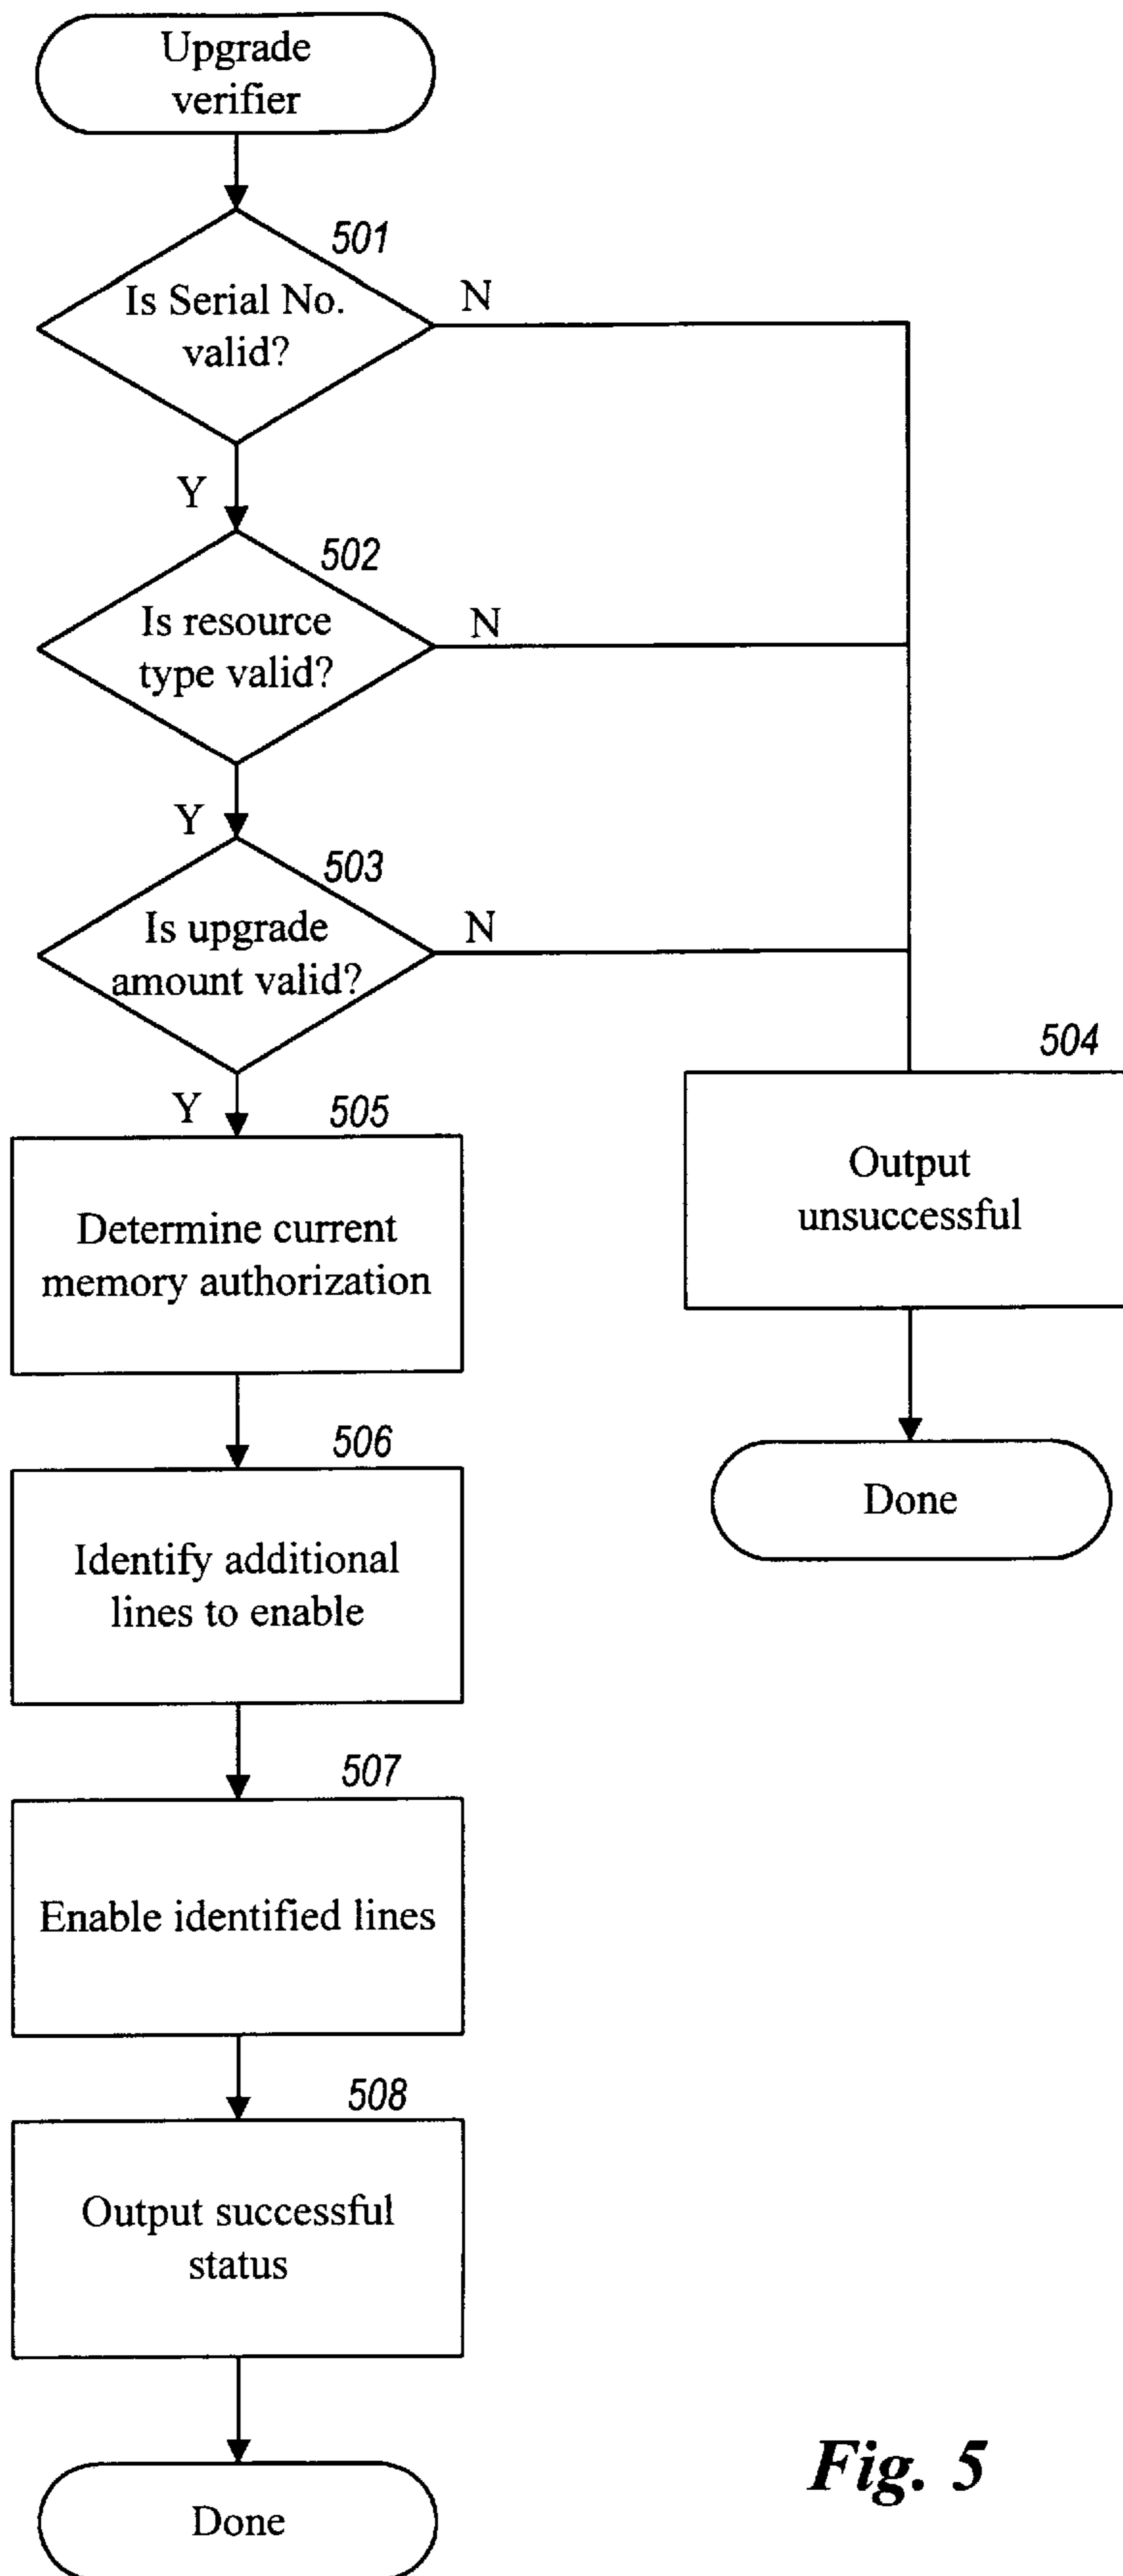 Upgrade
verifier
501
Is Serial No.
valid?
N
Y
502
Is resource
type valid?
N
Y
503
Is upgrade
amount valid?
N
Y
504
Output
unsuccessful
Done
505
Determine current
memory authorization
506
Identify additional
lines to enable
507
Enable identified lines
508
Output successful
status
Done
Fig. 5